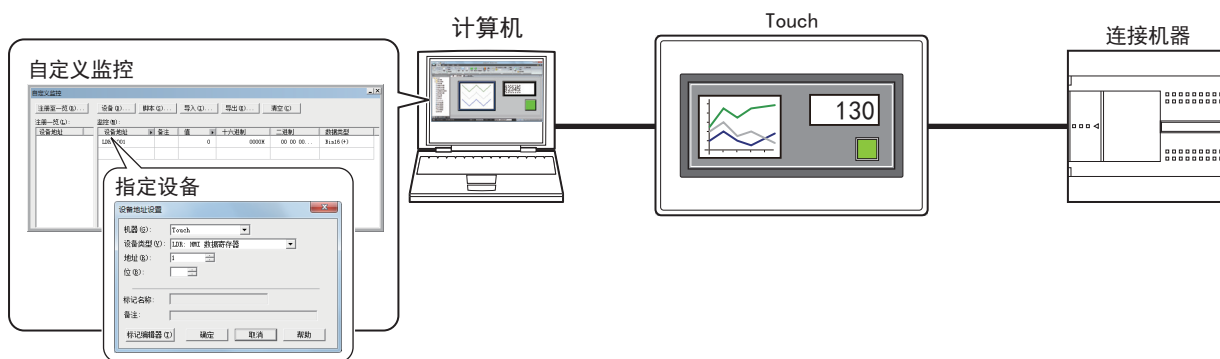 计算机
Touch
连接机器
自定义监控
自定义监控
注册至一览(R)... 设备(D)... 脚本(S)... 导入(I)... 导出(E)... 清空(C)
注册一览(L): 监控(M):
设备地址 设备地址 备注 值 十六进制 二进制 数据类型
0 0000H 00 00 00... Bin16(+)
130
指定设备
设备地址设置
机器(G): Touch
设备类型(V): LDR: HMI 数据寄存器
地址(R): 1
位(B):
标记名称:
备注:
标记编辑器(T) 确定 取消 帮助